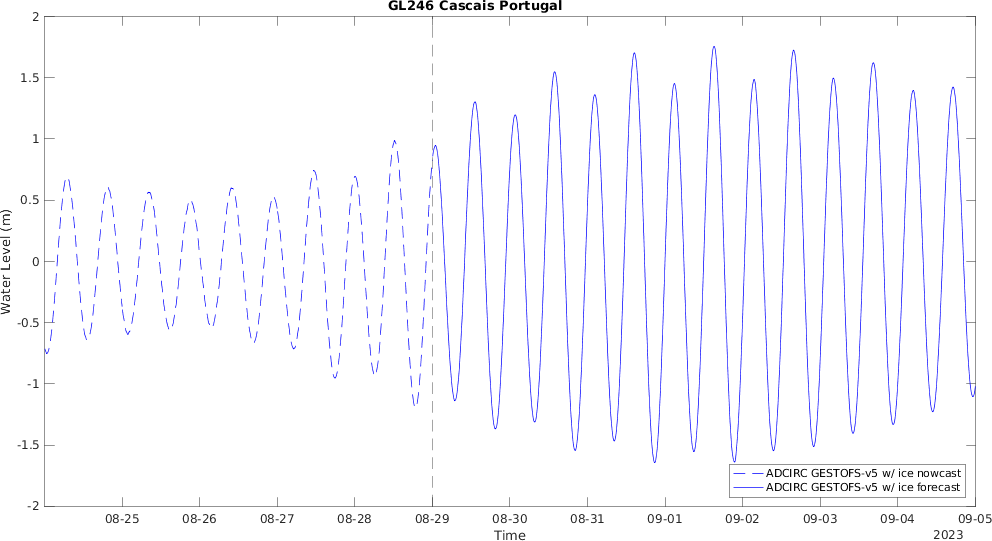 GL246 Cascais Portugal
2
1.5
1
0.5
0
-0.5
-1
-1.5
-2
Water Level (m)
ADCIRC GESTOFS-v5 w/ ice nowcast
ADCIRC GESTOFS-v5 w/ ice forecast
08-25 08-26 08-27 08-28 08-29 08-30 08-31 09-01 09-02 09-03 09-04 09-05
Time
2023